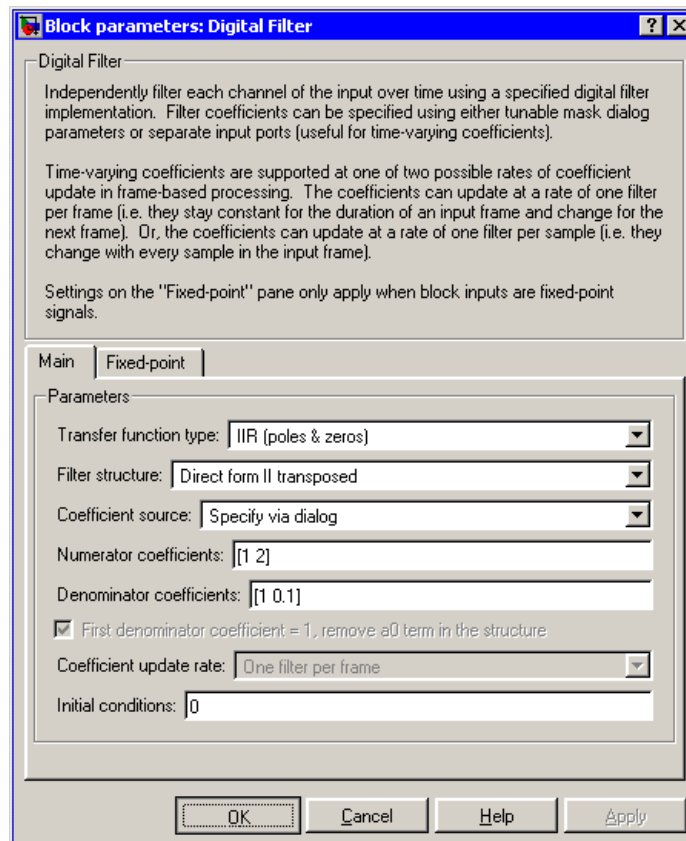 Block parameters: Digital Filter
Digital Filter
Independently filter each channel of the input over time using a specified digital filter
implementation.  Filter coefficients can be specified using either tunable mask dialog
parameters or separate input ports (useful for time-varying coefficients).
Time-varying coefficients are supported at one of two possible rates of coefficient
update in frame-based processing.  The coefficients can update at a rate of one filter
per frame (i.e. they stay constant for the duration of an input frame and change for the
next frame).  Or, the coefficients can update at a rate of one filter per sample (i.e. they
change with every sample in the input frame).
Settings on the "Fixed-point" pane only apply when block inputs are fixed-point
signals.
Main Fixed-point
Parameters
Transfer function type: IIR (poles & zeros)
Filter structure: Direct form II transposed
Coefficient source: Specify via dialog
Numerator coefficients: [1 2]
Denominator coefficients: [1 0.1]
First denominator coefficient = 1, remove a0 term in the structure
Coefficient update rate: One filter per frame
Initial conditions: 0
OK Cancel Help Apply